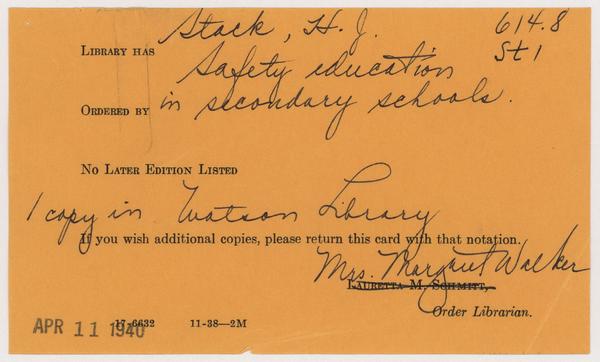 Stack, H. J. 614.8
LIBRARY HAS St1
Safety education
ORDERED BY in secondary schools.
NO LATER EDITION LISTED
1 copy in Watson Library
If you wish additional copies, please return this card with that notation.
Mrs. Margaret Walker
LAURETTA M. SCHMITT,
Order Librarian.
APR 11 1940
17-6632 11-38—2M